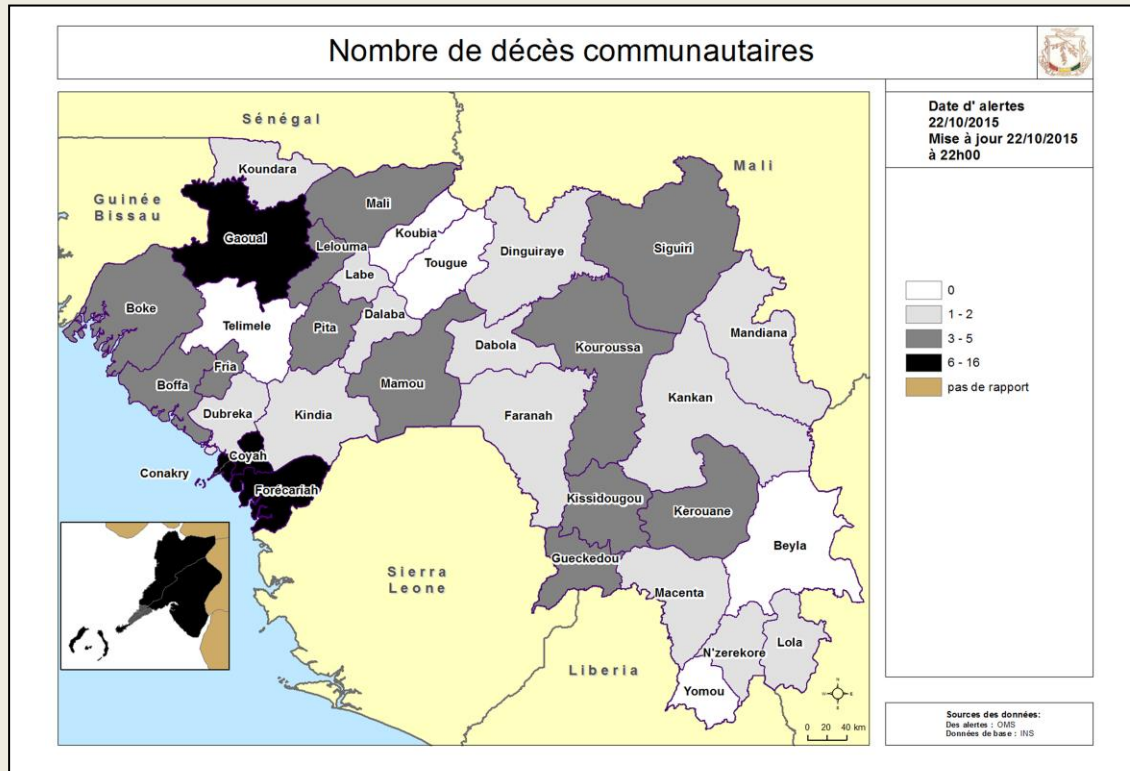 Nombre de décès communautaires
Date d' alertes
22/10/2015
Mise à jour 22/10/2015
à 22h00
0
1 - 2
3 - 5
6 - 16
pas de rapport
Sénégal
Mali
Guinée
Bissau
Koundara
Gaoual
Mali
Lelouma
Koubia
Tougue
Labe
Dinguiraye
Siguiri
Boke
Telimele
Pita
Dalaba
Dabola
Kouroussa
Mandiana
Fria
Boffa
Mamou
Kankan
Dubreka
Kindia
Faranah
Coyah
Conakry
Forécariah
Kissidougou
Kerouane
Beyla
Gueckedou
Sierra
Leone
Macenta
N'zerekore
Lola
Liberia
Yomou
N
W
E
S
0 20 40 km
Sources des données:
Des alertes : OMS
Données de base : INS